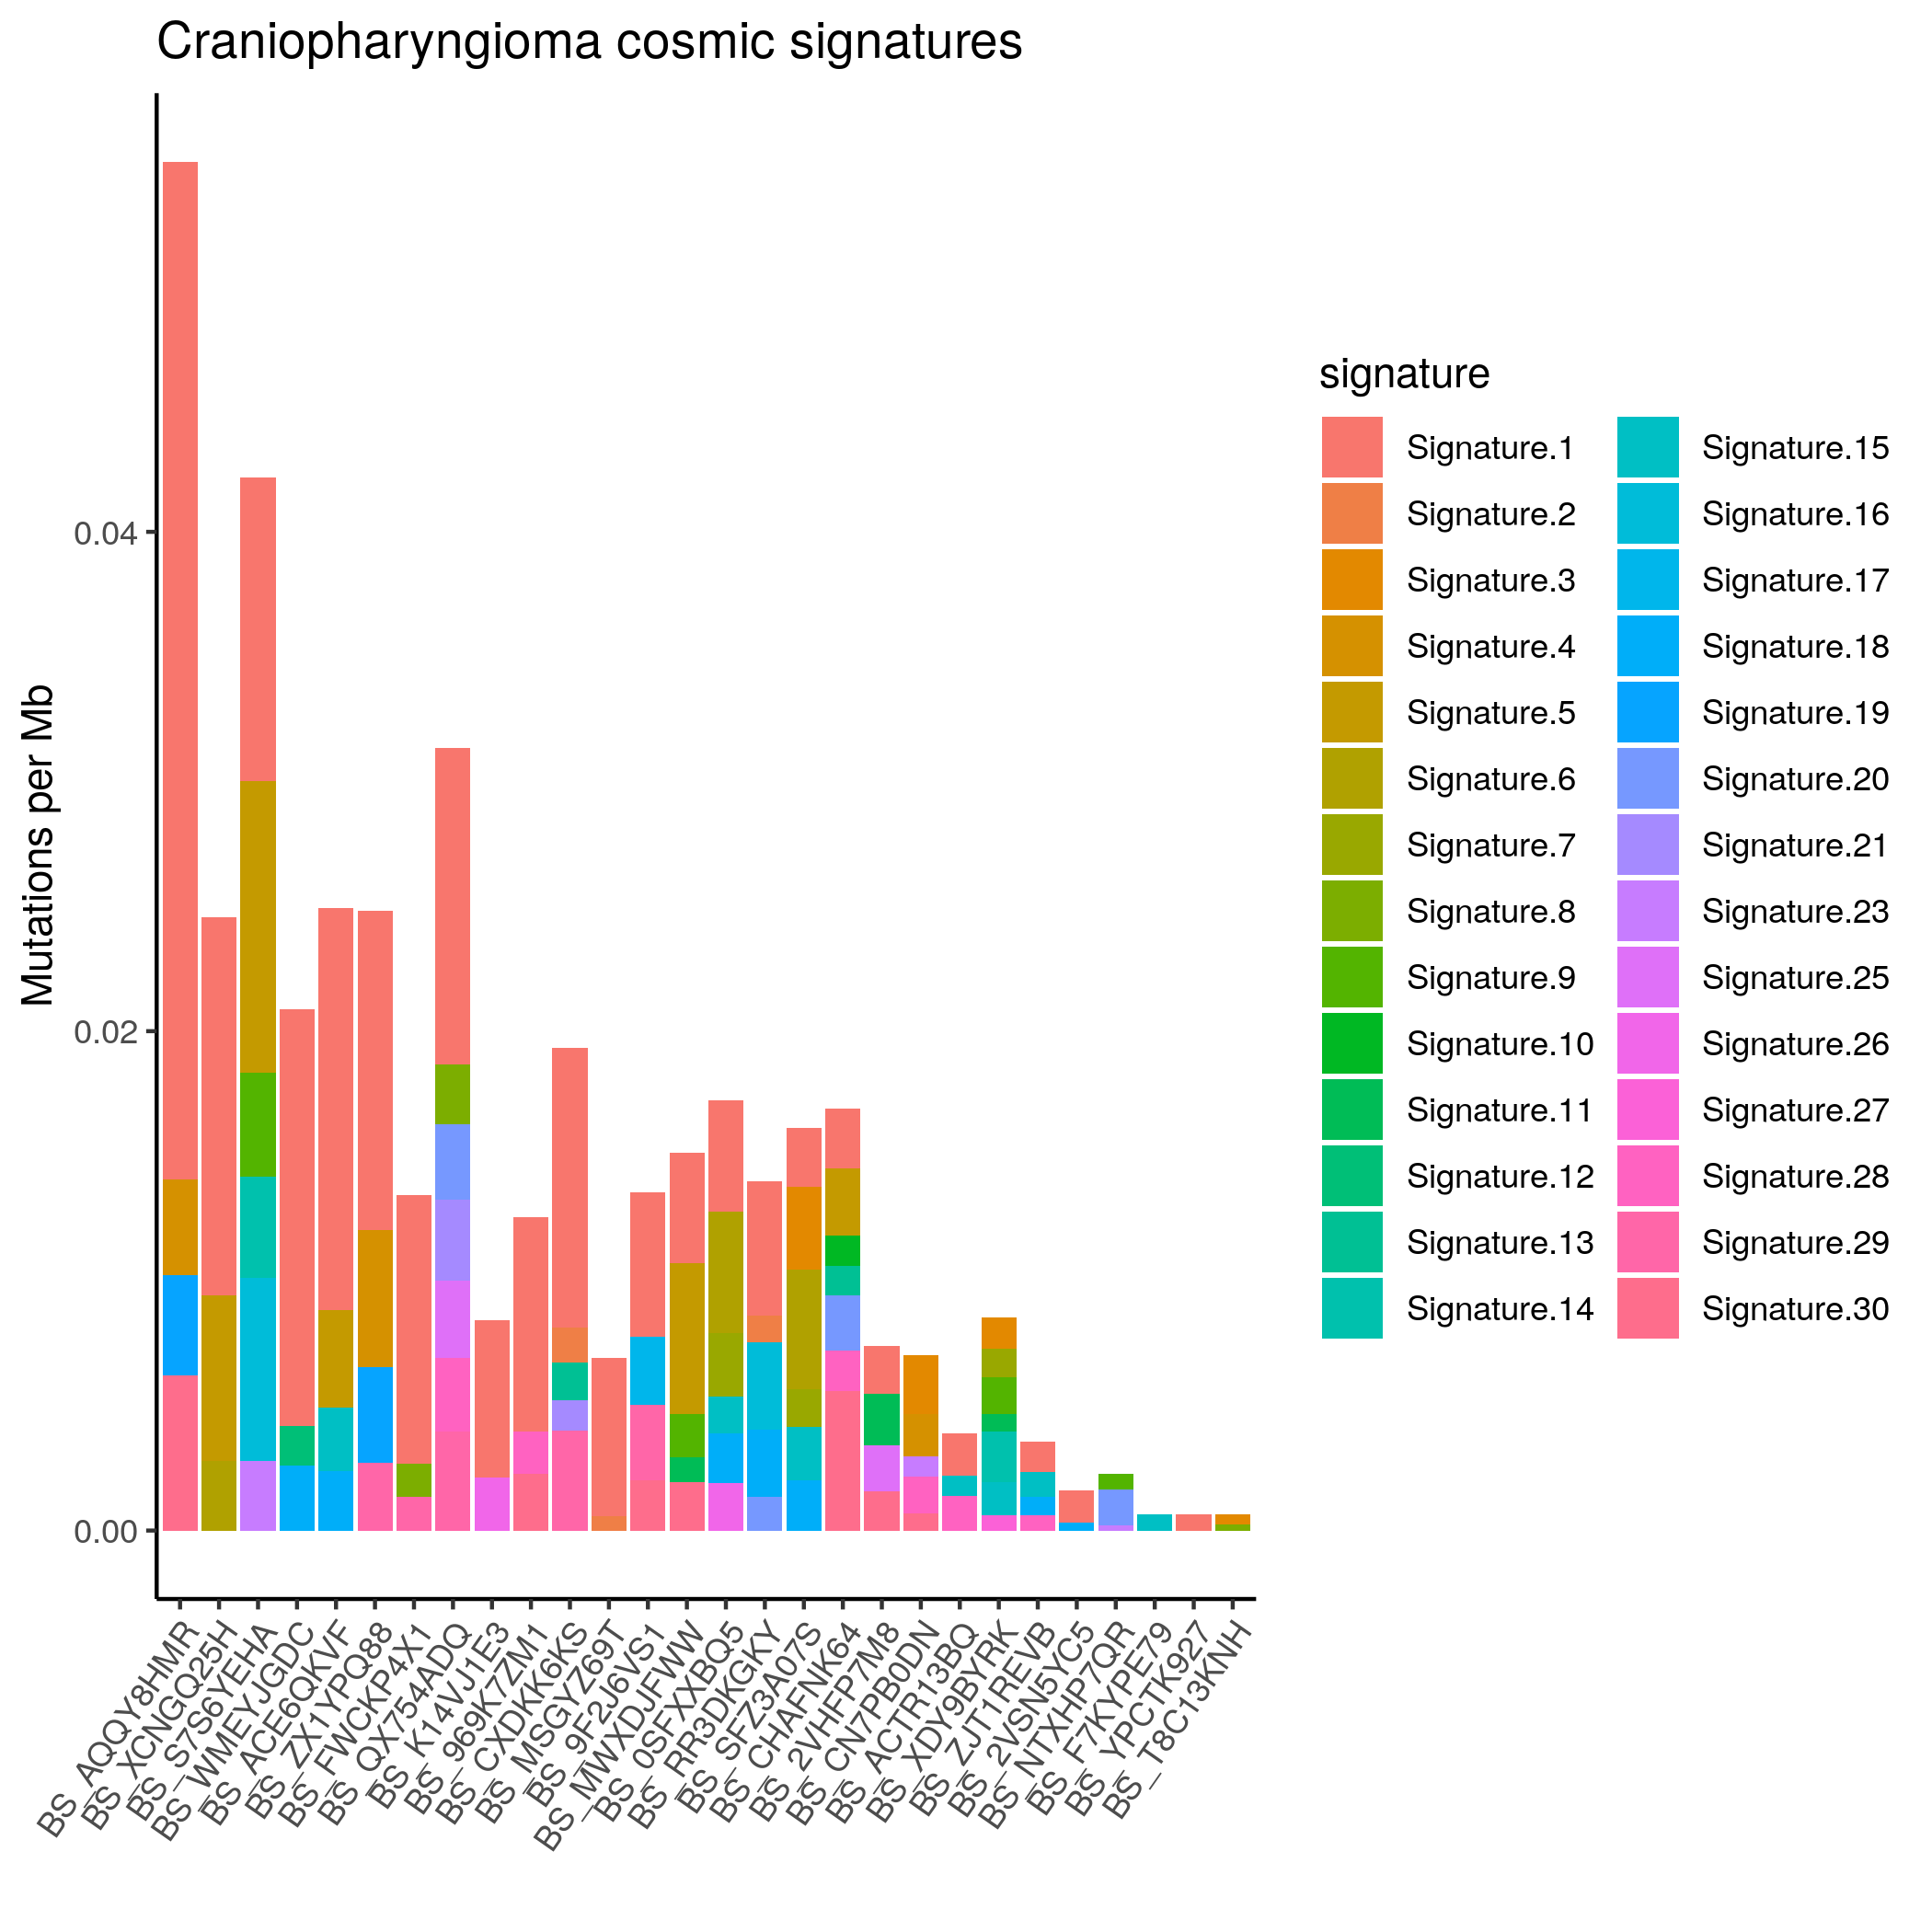 Craniopharyngioma cosmic signatures
Mutations per Mb
0.04
0.02
0.00
BS_AQQY8HMR
BS_XCNGQ25H
BS_S7S6YEHA
BS_WMEYJGDC
BS_ACE6QKVF
BS_ZX1YPQ88
BS_FWCKP4X1
BS_QX754ADQ
BS_K14VJ1E3
BS_969K7ZM1
BS_CXDKK6KS
BS_MSGYZ69T
BS_9F2J6VS1
BS_MWXDJFWW
BS_0SFXXBQ5
BS_RR3DKGKY
BS_SFZ3A07S
BS_CHAFNK64
BS_2VHFP7M8
BS_CN7PB0DN
BS_ACTR13BQ
BS_XDY9BYRK
BS_ZJT1REVB
BS_2VSN5YC5
BS_NTXHP7QR
BS_F7KYPE79
BS_YPCTK927
BS_T8C13KNH
signature
Signature.1
Signature.2
Signature.3
Signature.4
Signature.5
Signature.6
Signature.7
Signature.8
Signature.9
Signature.10
Signature.11
Signature.12
Signature.13
Signature.14
Signature.15
Signature.16
Signature.17
Signature.18
Signature.19
Signature.20
Signature.21
Signature.23
Signature.25
Signature.26
Signature.27
Signature.28
Signature.29
Signature.30